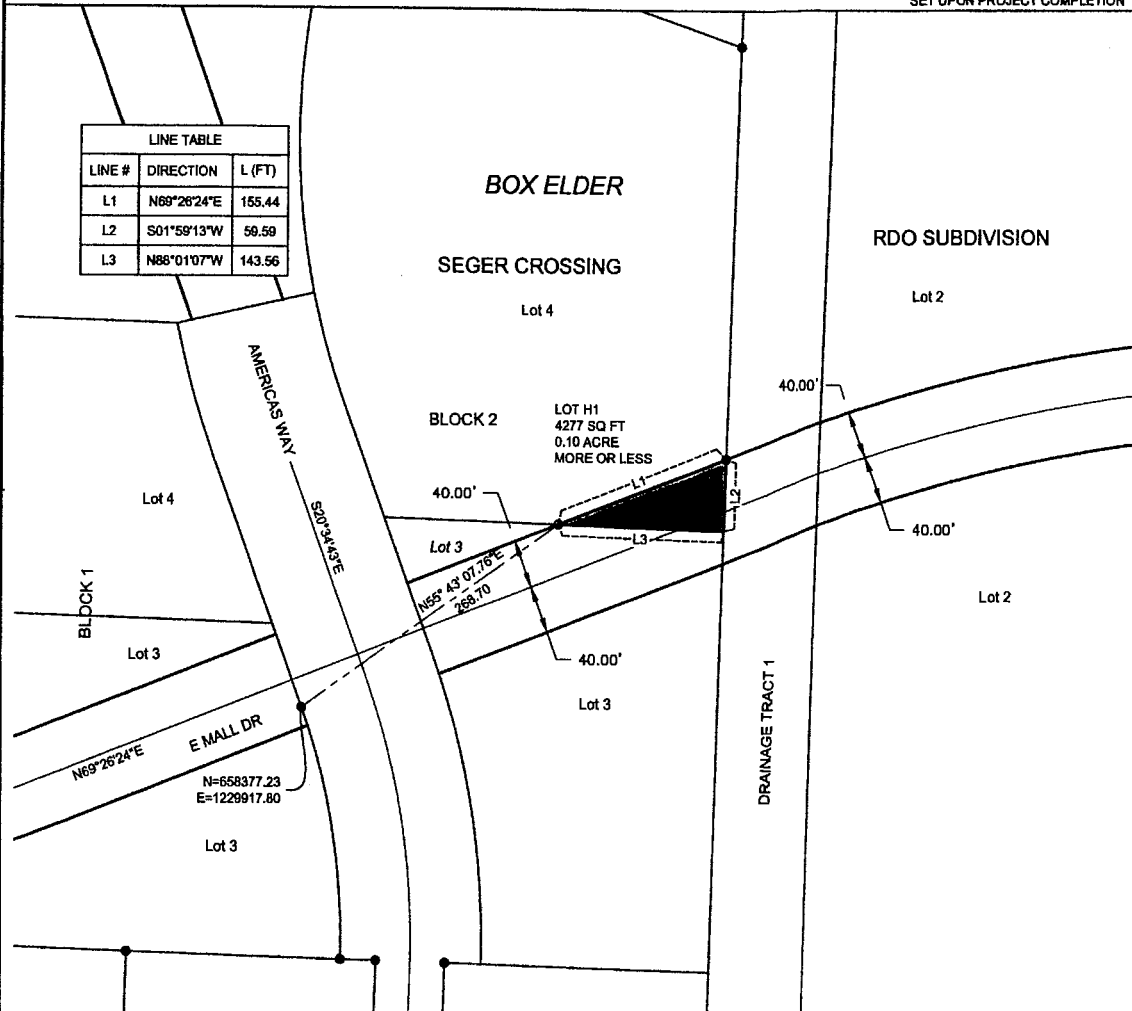 SET UPON PROJECT COMPLETION
LINE TABLE
LINE # DIRECTION L (FT)
L1 N69°26'24"E 155.44
L2 S01°59'13"W 59.59
L3 N88°01'07"W 143.56
BOX ELDER
SEGER CROSSING
Lot 4
RDO SUBDIVISION
Lot 2
AMERICAS WAY
S20°34'43"E
BLOCK 2
LOT H1
4277 SQ FT
0.10 ACRE
MORE OR LESS
40.00'
40.00'
L1
L2
L3
40.00'
40.00'
Lot 4
Lot 3
N55° 43' 07.76"E
268.70
BLOCK 1
Lot 3
Lot 2
Lot 3
DRAINAGE TRACT 1
E MALL DR
N69°26'24"E
N=658377.23
E=1229917.80
Lot 3